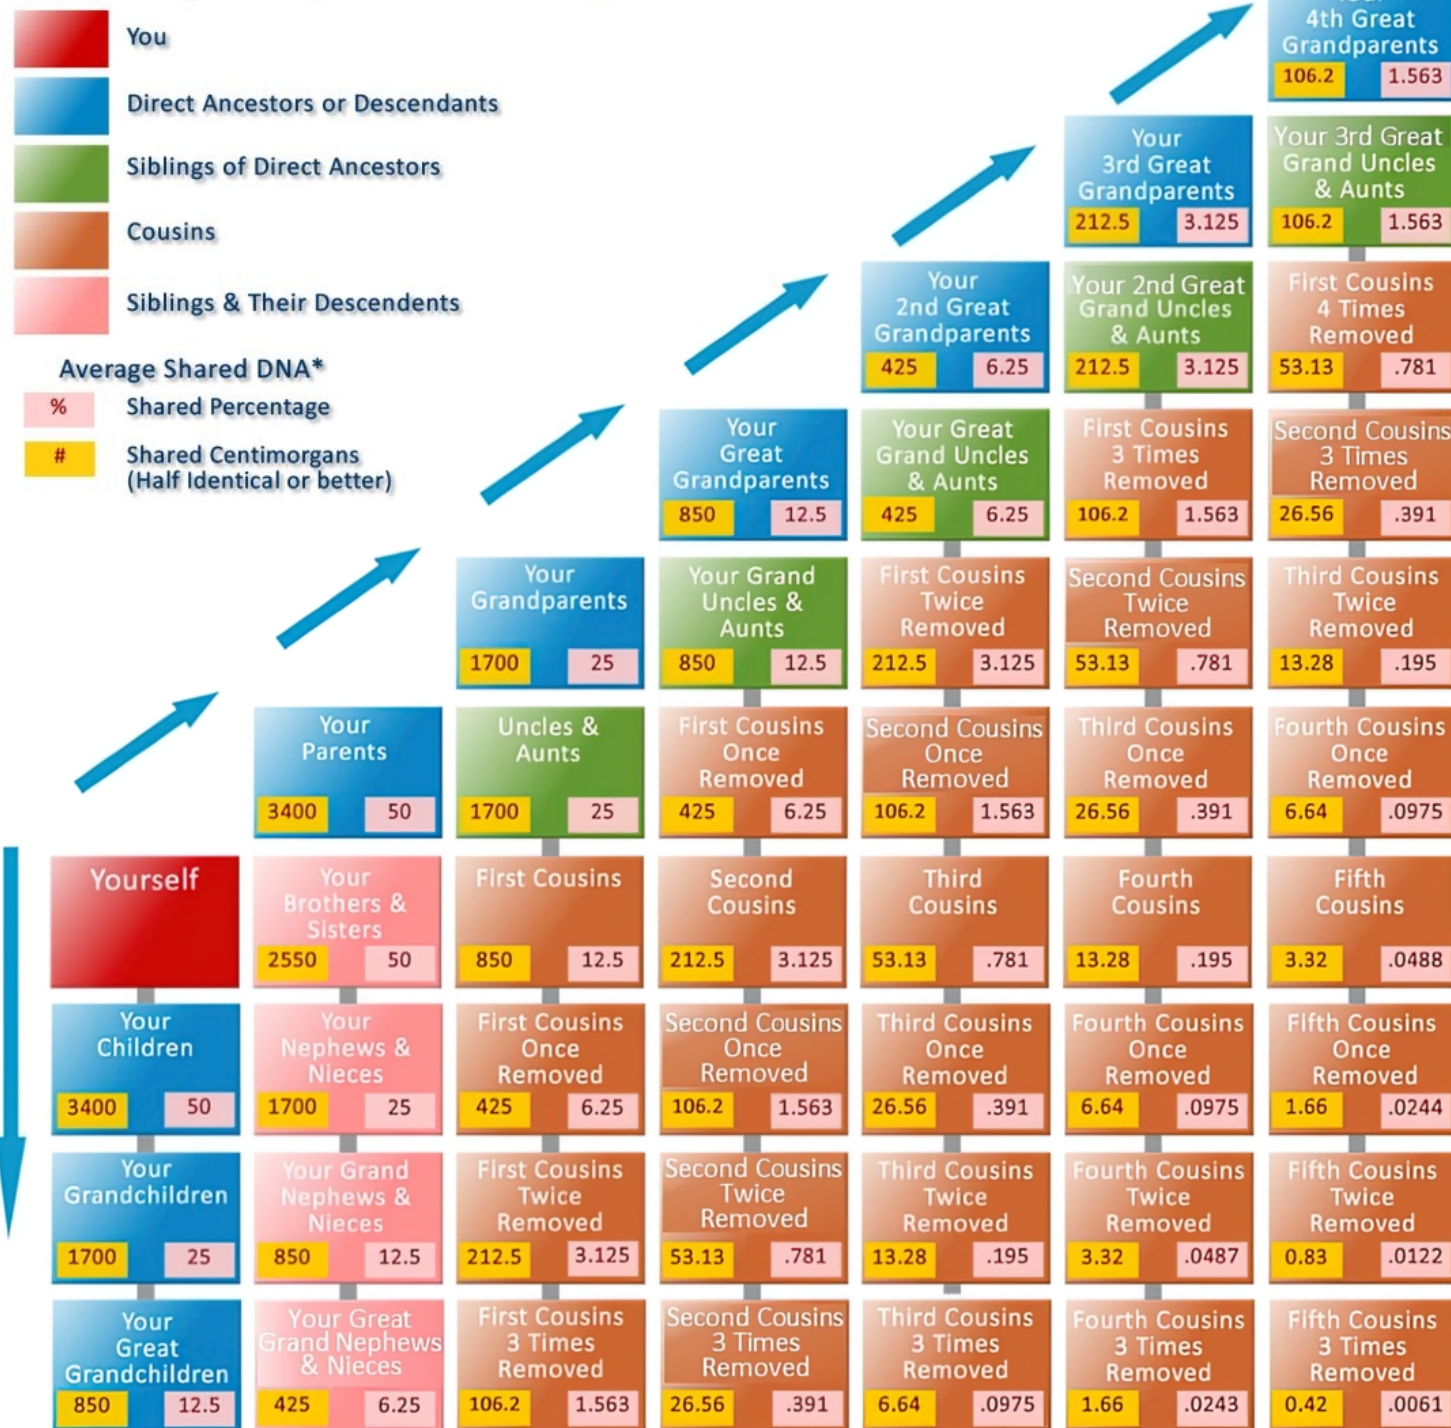 You
Direct Ancestors or Descendants
Siblings of Direct Ancestors
Cousins
Siblings & Their Descendents
Average Shared DNA*
% Shared Percentage
# Shared Centimorgans
(Half Identical or better)
4th Great
Grandparents
106.2 1.563
Your
3rd Great
Grandparents
212.5 3.125
Your 3rd Great
Grand Uncles
& Aunts
106.2 1.563
Your
2nd Great
Grandparents
425 6.25
Your 2nd Great
Grand Uncles
& Aunts
212.5 3.125
First Cousins
4 Times
Removed
53.13 .781
Your
Great
Grandparents
850 12.5
Your Great
Grand Uncles
& Aunts
425 6.25
First Cousins
3 Times
Removed
106.2 1.563
Second Cousins
3 Times
Removed
26.56 .391
Your
Grandparents
1700 25
Your Grand
Uncles &
Aunts
850 12.5
First Cousins
Twice
Removed
212.5 3.125
Second Cousins
Twice
Removed
53.13 .781
Third Cousins
Twice
Removed
13.28 .195
Your
Parents
3400 50
Uncles &
Aunts
1700 25
First Cousins
Once
Removed
425 6.25
Second Cousins
Once
Removed
106.2 1.563
Third Cousins
Once
Removed
26.56 .391
Fourth Cousins
Once
Removed
6.64 .0975
Yourself
Your
Brothers &
Sisters
2550 50
First Cousins
850 12.5
Second
Cousins
212.5 3.125
Third
Cousins
53.13 .781
Fourth
Cousins
13.28 .195
Fifth
Cousins
3.32 .0488
Your
Children
3400 50
Your
Nephews &
Nieces
1700 25
First Cousins
Once
Removed
425 6.25
Second Cousins
Once
Removed
106.2 1.563
Third Cousins
Once
Removed
26.56 .391
Fourth Cousins
Once
Removed
6.64 .0975
Fifth Cousins
Once
Removed
1.66 .0244
Your
Grandchildren
1700 25
Your Grand
Nephews &
Nieces
850 12.5
First Cousins
Twice
Removed
212.5 3.125
Second Cousins
Twice
Removed
53.13 .781
Third Cousins
Twice
Removed
13.28 .195
Fourth Cousins
Twice
Removed
3.32 .0487
Fifth Cousins
Twice
Removed
0.83 .0122
Your
Great
Grandchildren
850 12.5
Your Great
Grand Nephews
& Nieces
425 6.25
First Cousins
3 Times
Removed
106.2 1.563
Second Cousins
3 Times
Removed
26.56 .391
Third Cousins
3 Times
Removed
6.64 .0975
Fourth Cousins
3 Times
Removed
1.66 .0243
Fifth Cousins
3 Times
Removed
0.42 .0061